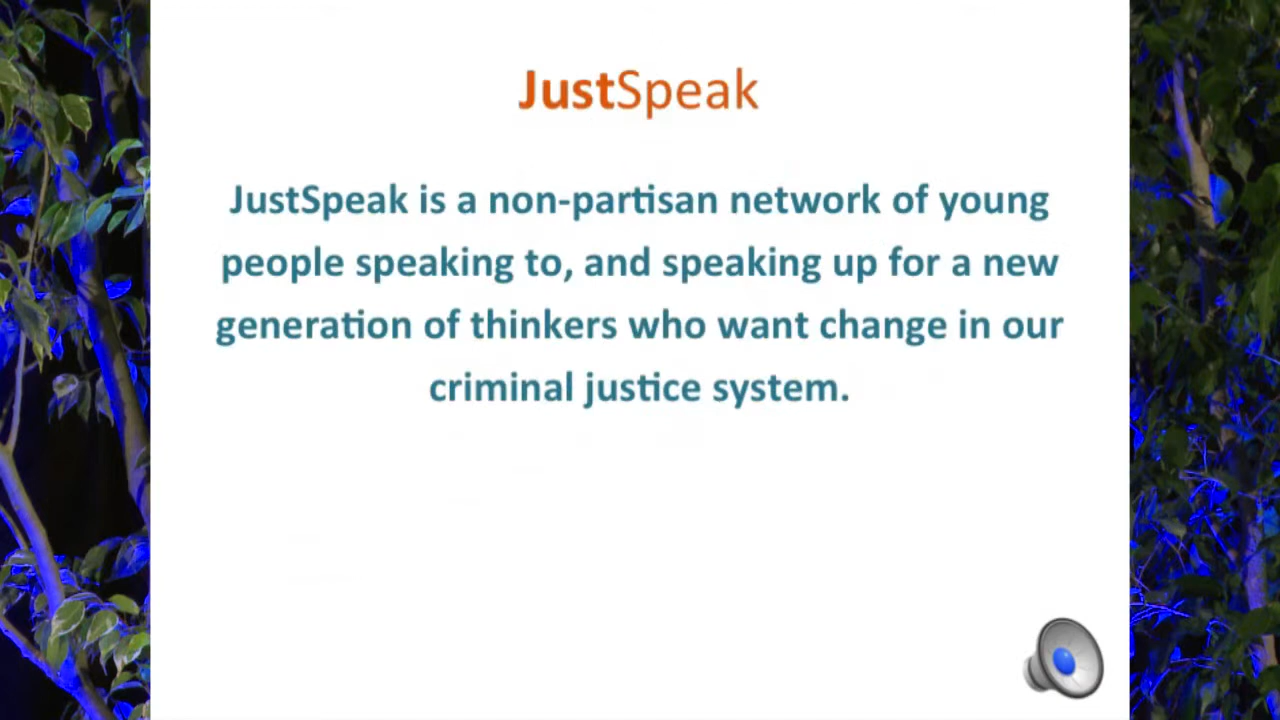 JustSpeak
JustSpeak is a non-partisan network of young
people speaking to, and speaking up for a new
generation of thinkers who want change in our
criminal justice system.